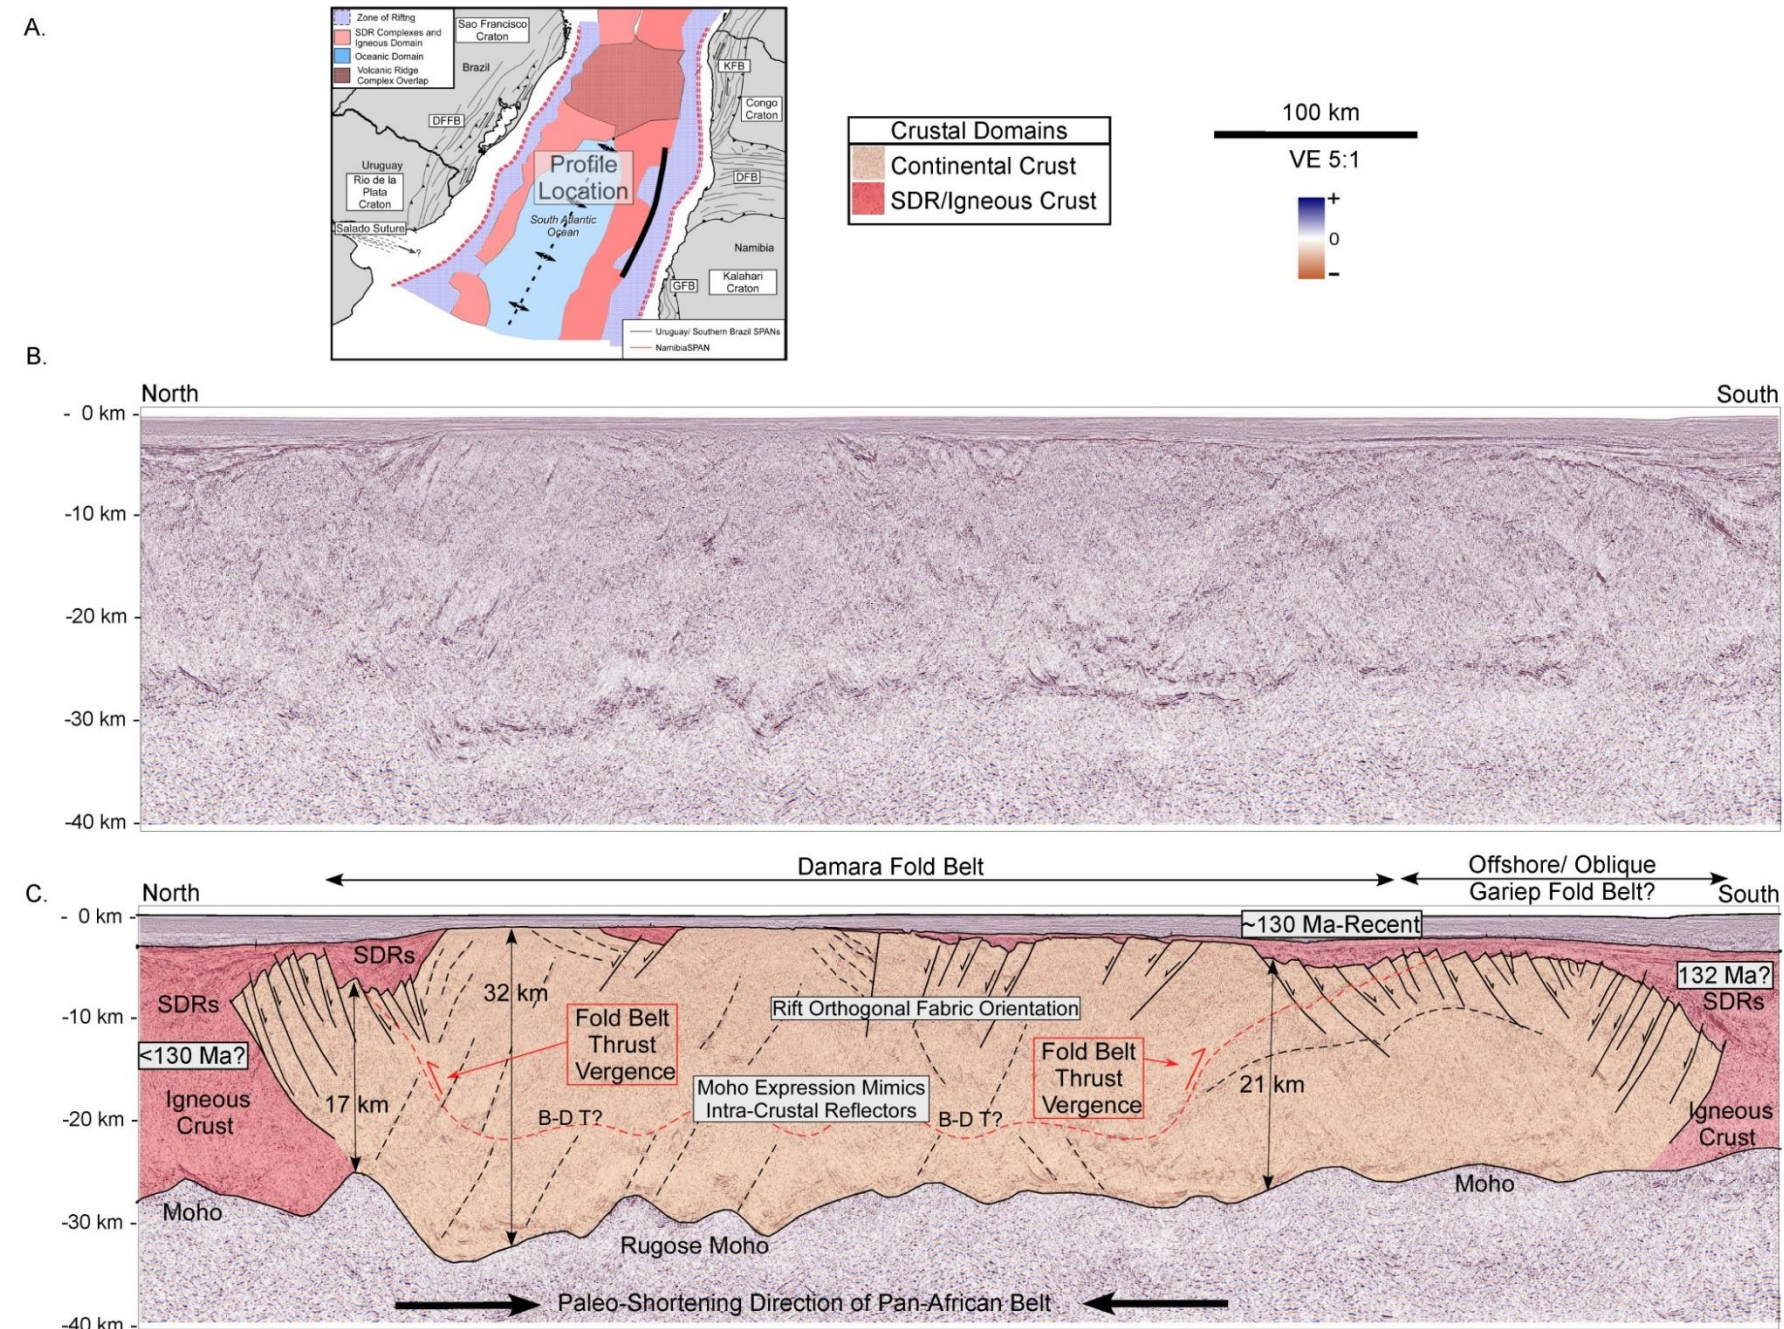 A.
Zone of Riftng
SDR Complexes and
Igneous Domain
Oceanic Domain
Volcanic Ridge
Complex Overlap
Sao Francisco
Craton
Brazil
KFB
Congo
Craton
DFFB
Profile
Location
Uruguay
Rio de la
Plata
Craton
DFB
South Atlantic
Ocean
Salado Suture
?
Namibia
Kalahari
Craton
GFB
Uruguay/ Southern Brazil SPANs
NamibiaSPAN
Crustal Domains
Continental Crust
SDR/Igneous Crust
100 km
VE 5:1
+
0
-
B.
North
South
- 0 km -
-10 km -
-20 km -
-30 km -
-40 km -
Damara Fold Belt
Offshore/ Oblique
Gariep Fold Belt?
C.
North
South
- 0 km -
-10 km -
-20 km -
-30 km -
-40 km -
~130 Ma-Recent
SDRs
SDRs
132 Ma?
SDRs
32 km
Rift Orthogonal Fabric Orientation
Fold Belt
Thrust
Vergence
Fold Belt
Thrust
Vergence
<130 Ma?
Igneous
Crust
17 km
Moho Expression Mimics
Intra-Crustal Reflectors
21 km
B-D T?
B-D T?
Igneous
Crust
Moho
Moho
Rugose Moho
Paleo-Shortening Direction of Pan-African Belt